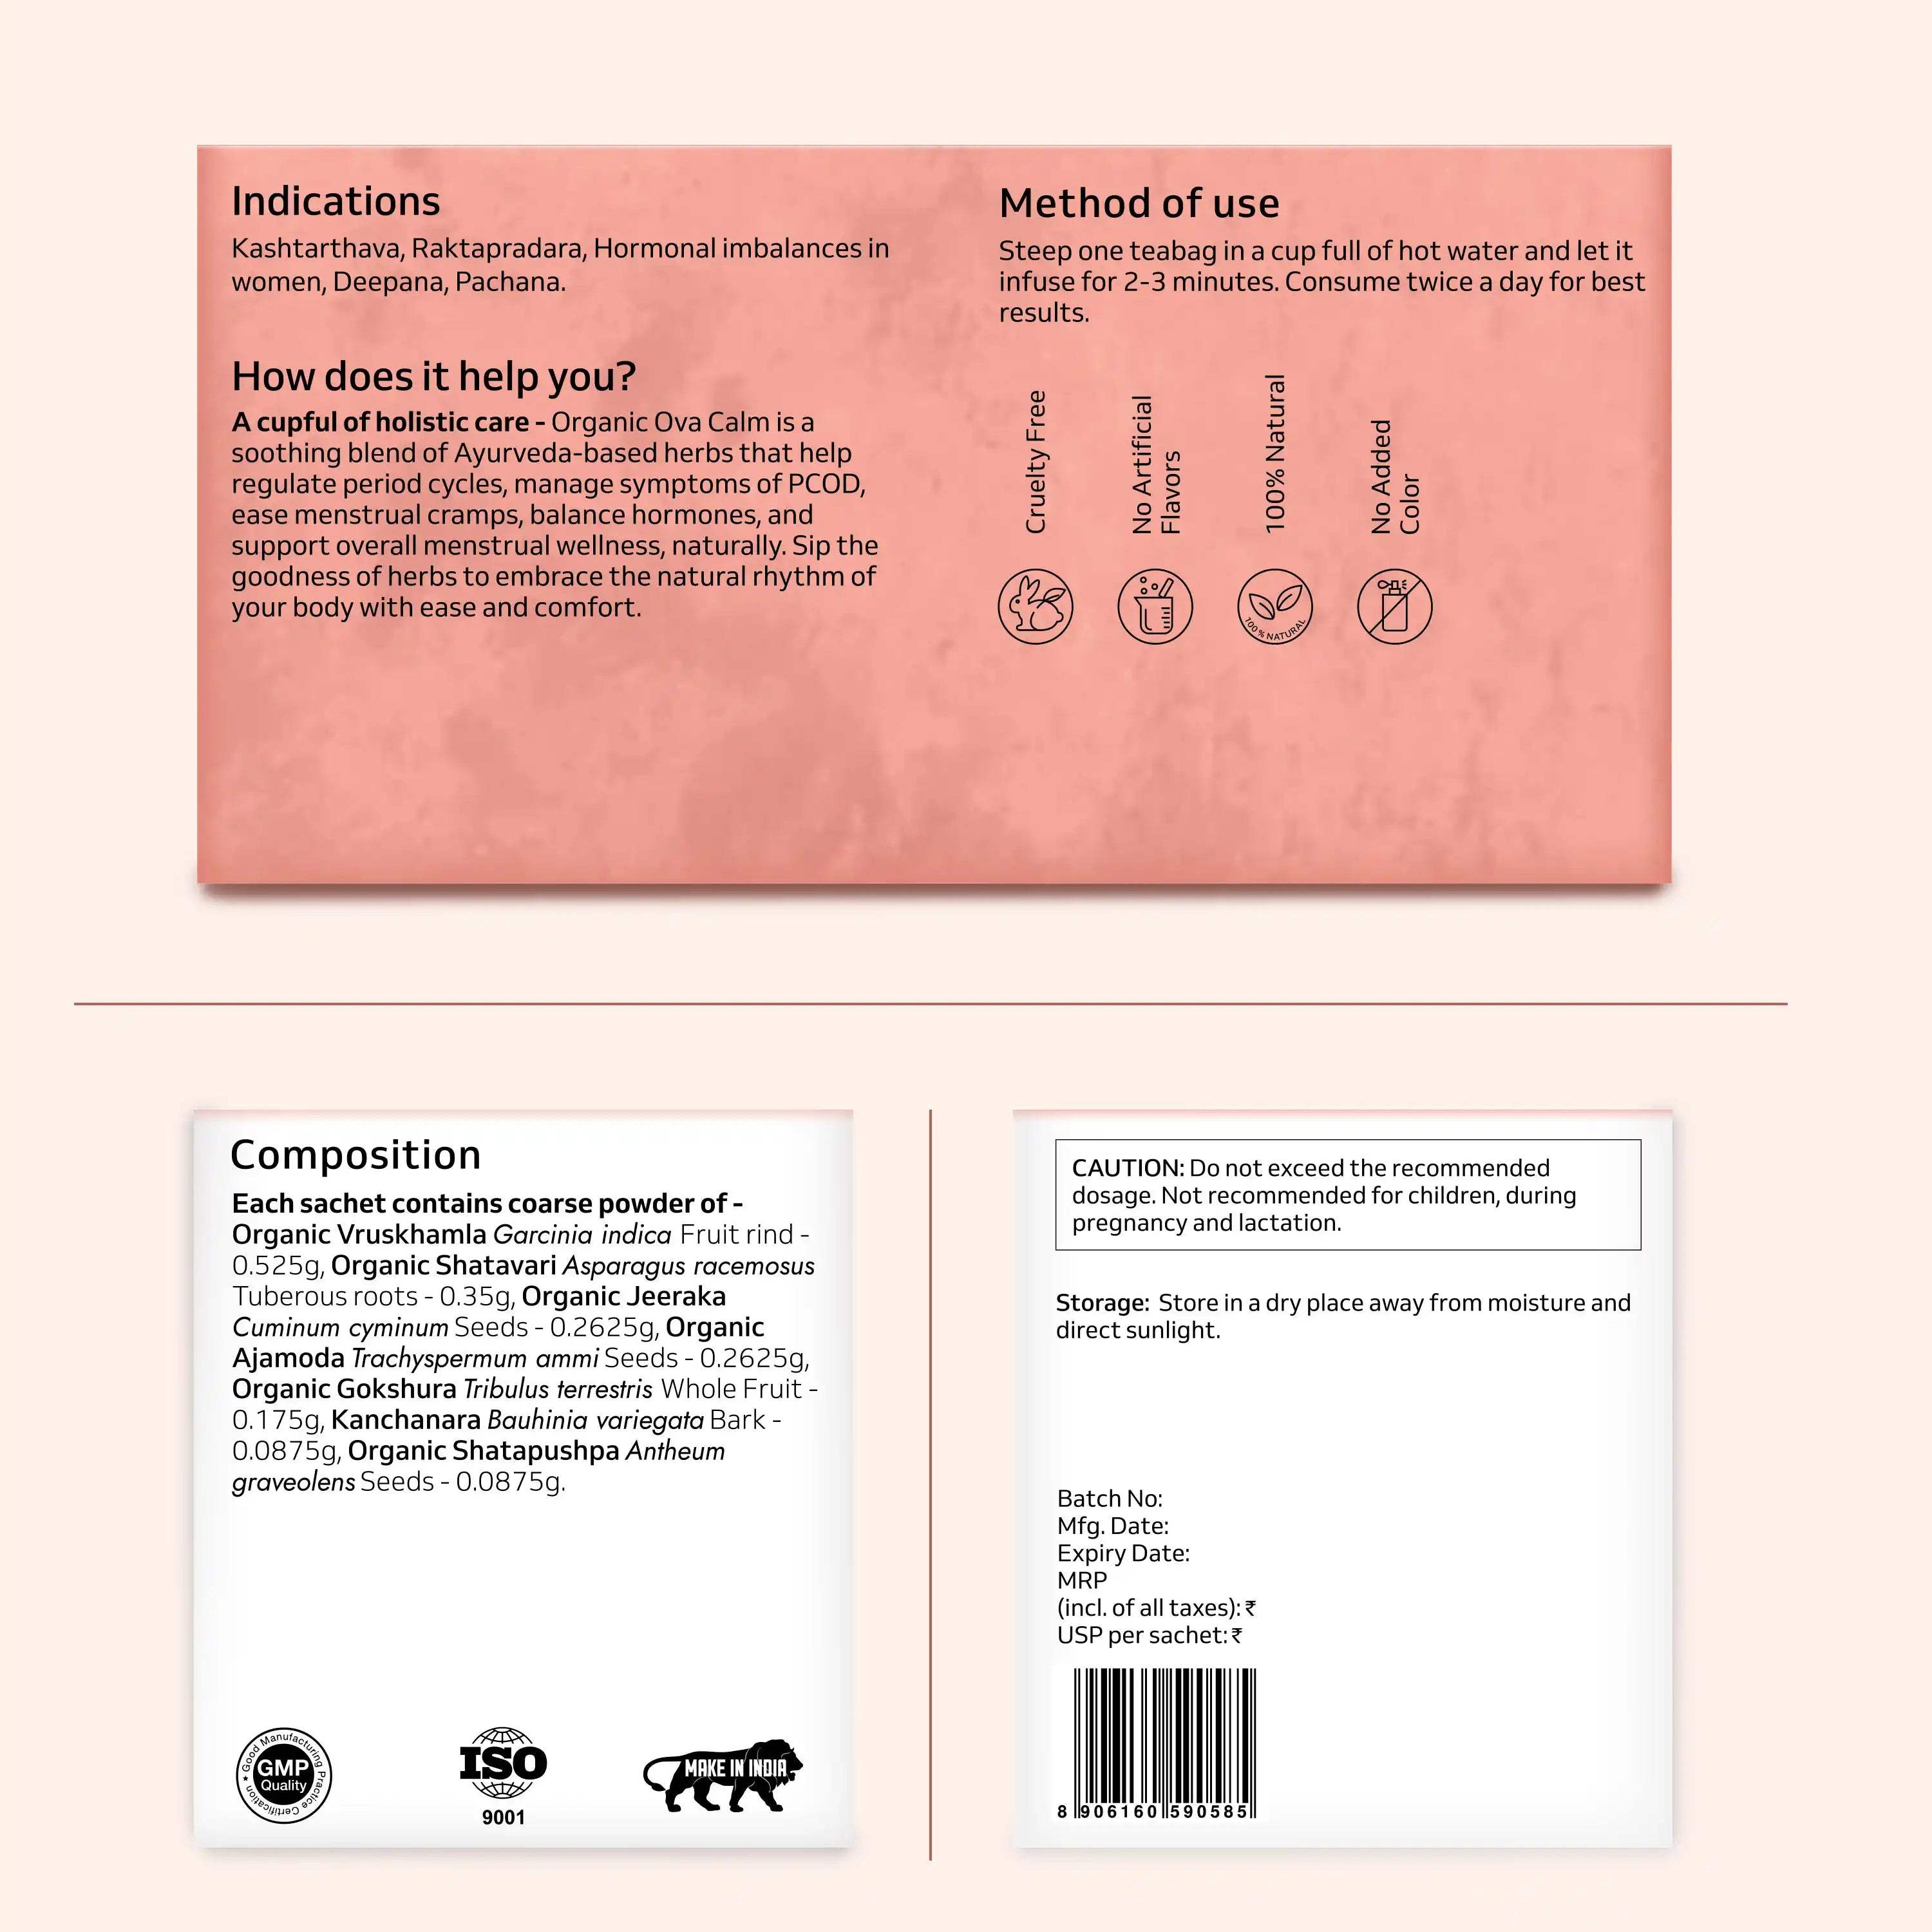 Indications
Kashtarthava, Raktapradara, Hormonal imbalances in
women, Deepana, Pachana.
How does it help you?
A cupful of holistic care - Organic Ova Calm is a
soothing blend of Ayurveda-based herbs that help
regulate period cycles, manage symptoms of PCOD,
ease menstrual cramps, balance hormones, and
support overall menstrual wellness, naturally. Sip the
goodness of herbs to embrace the natural rhythm of
your body with ease and comfort.
Method of use
Steep one teabag in a cup full of hot water and let it
infuse for 2-3 minutes. Consume twice a day for best
results.
Cruelty Free
No Artificial
Flavors
100% Natural
No Added
Color
100% NATURAL
Composition
Each sachet contains coarse powder of -
Organic Vruskhamla Garcinia indica Fruit rind -
0.525g, Organic Shatavari Asparagus racemosus
Tuberous roots - 0.35g, Organic Jeeraka
Cuminum cyminum Seeds - 0.2625g, Organic
Ajamoda Trachyspermum ammi Seeds - 0.2625g,
Organic Gokshura Tribulus terrestris Whole Fruit -
0.175g, Kanchanara Bauhinia variegata Bark -
0.0875g, Organic Shatapushpa Antheum
graveolens Seeds - 0.0875g.
Good Manufacturing Practice Certification
GMP
Quality
ISO
9001
MAKE IN INDIA
CAUTION: Do not exceed the recommended
dosage. Not recommended for children, during
pregnancy and lactation.
Storage: Store in a dry place away from moisture and
direct sunlight.
Batch No:
Mfg. Date:
Expiry Date:
MRP
(incl. of all taxes): ₹
USP per sachet: ₹
8 906160 590585